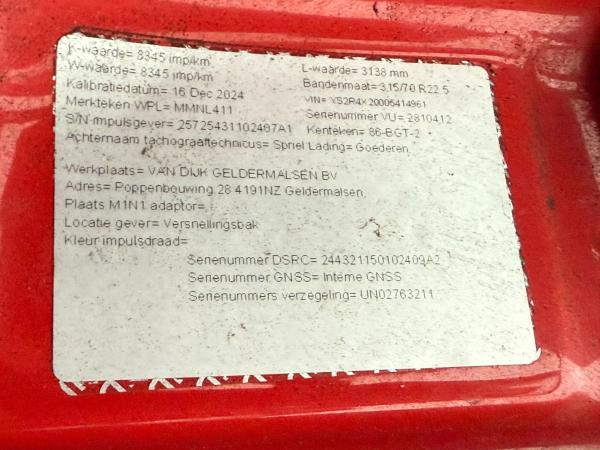 K-waarde= 8345 imp/km
W-waarde= 8345 imp/km
Kalibratiedatum= 16 Dec 2024
Merkteken WPL= MMNL411
S/N impulsgever= 25725431102407A1
Achternaam tachograaftechnicus= Spriel Lading= Goederen
L-waarde= 3138 mm
Bandenmaat= 315/70 R22.5
VIN= YS2R4X20005414961
Serienummer VU= 2810412
Kenteken= 86-BGT-2
Werkplaats= VAN DIJK GELDERMALSEN BV
Adres= Poppenbouwing 28 4191NZ Geldermalsen
Plaats M1N1 adaptor=
Locatie gever= Versnellingsbak
Kleur impulsdraad=
Serienummer DSRC= 244321150102409A2
Serienummer GNSS= Interne GNSS
Serienummers verzegeling= UN02763211